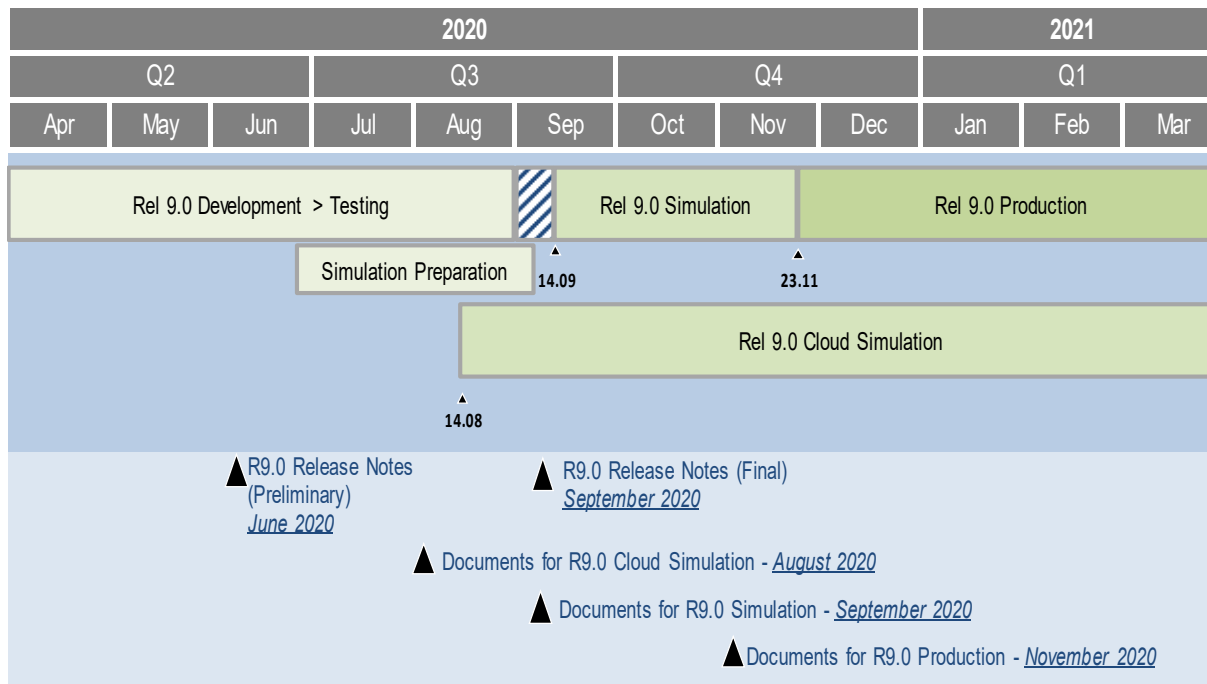 2020 2021
Q2 Q3 Q4 Q1
Apr May Jun Jul Aug Sep Oct Nov Dec Jan Feb Mar
Rel 9.0 Development > Testing Rel 9.0 Simulation Rel 9.0 Production
Simulation Preparation
14.09 23.11
Rel 9.0 Cloud Simulation
14.08
R9.0 Release Notes
(Preliminary)
June 2020
R9.0 Release Notes (Final)
September 2020
Documents for R9.0 Cloud Simulation - August 2020
Documents for R9.0 Simulation - September 2020
Documents for R9.0 Production - November 2020